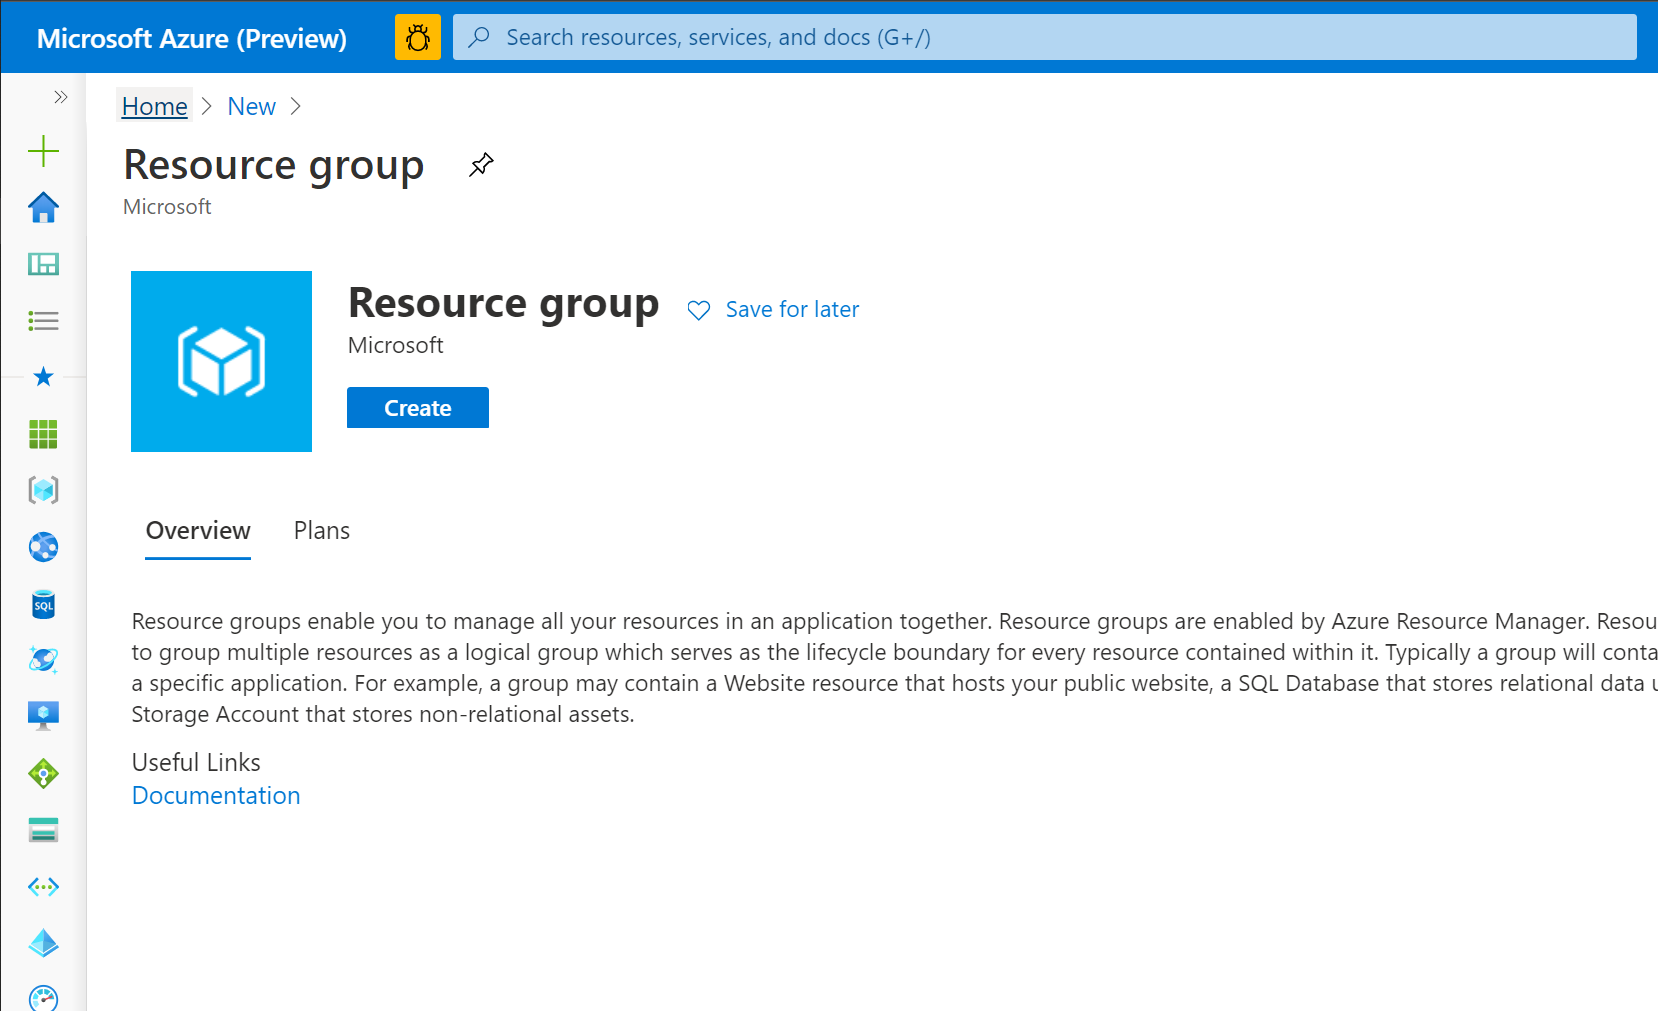 Microsoft Azure (Preview)
Search resources, services, and docs (G+/)
Home > New >
Resource group
Microsoft
Resource group
Save for later
Microsoft
Create
Overview
Plans
Resource groups enable you to manage all your resources in an application together. Resource groups are enabled by Azure Resource Manager. Resou
to group multiple resources as a logical group which serves as the lifecycle boundary for every resource contained within it. Typically a group will conta
a specific application. For example, a group may contain a Website resource that hosts your public website, a SQL Database that stores relational data u
Storage Account that stores non-relational assets.
Useful Links
Documentation
SQL